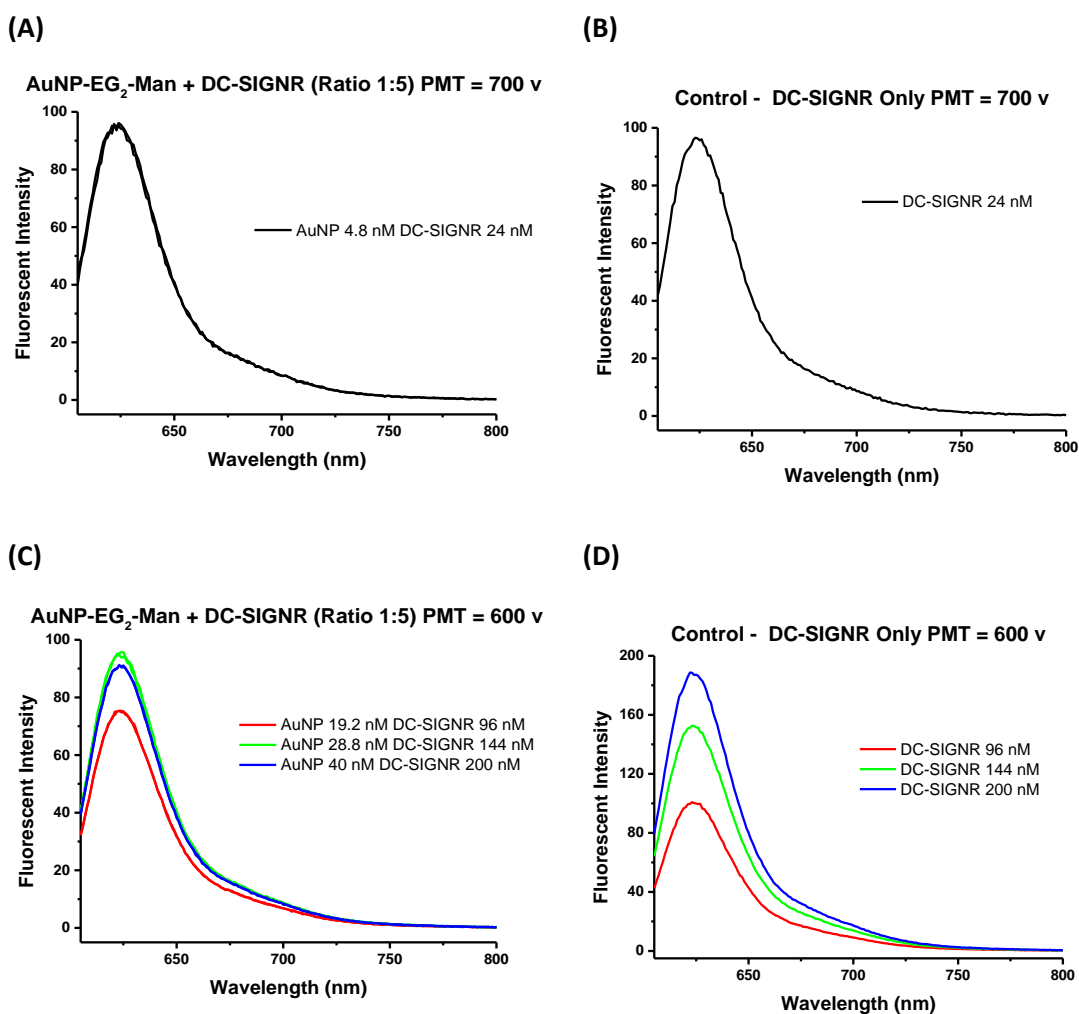 (A)
AuNP-EG₂-Man + DC-SIGNR (Ratio 1:5) PMT = 700 v
Fluorescent Intensity
100
80
60
40
20
0
AuNP 4.8 nM DC-SIGNR 24 nM
650 700 750 800
Wavelength (nm)
(B)
Control - DC-SIGNR Only PMT = 700 v
Fluorescent Intensity
100
80
60
40
20
0
DC-SIGNR 24 nM
650 700 750 800
Wavelength (nm)
(C)
AuNP-EG₂-Man + DC-SIGNR (Ratio 1:5) PMT = 600 v
Fluorescent Intensity
100
80
60
40
20
0
AuNP 19.2 nM DC-SIGNR 96 nM
AuNP 28.8 nM DC-SIGNR 144 nM
AuNP 40 nM DC-SIGNR 200 nM
650 700 750 800
Wavelength (nm)
(D)
Control - DC-SIGNR Only PMT = 600 v
Fluorescent Intensity
200
160
120
80
40
0
DC-SIGNR 96 nM
DC-SIGNR 144 nM
DC-SIGNR 200 nM
650 700 750 800
Wavelength (nm)